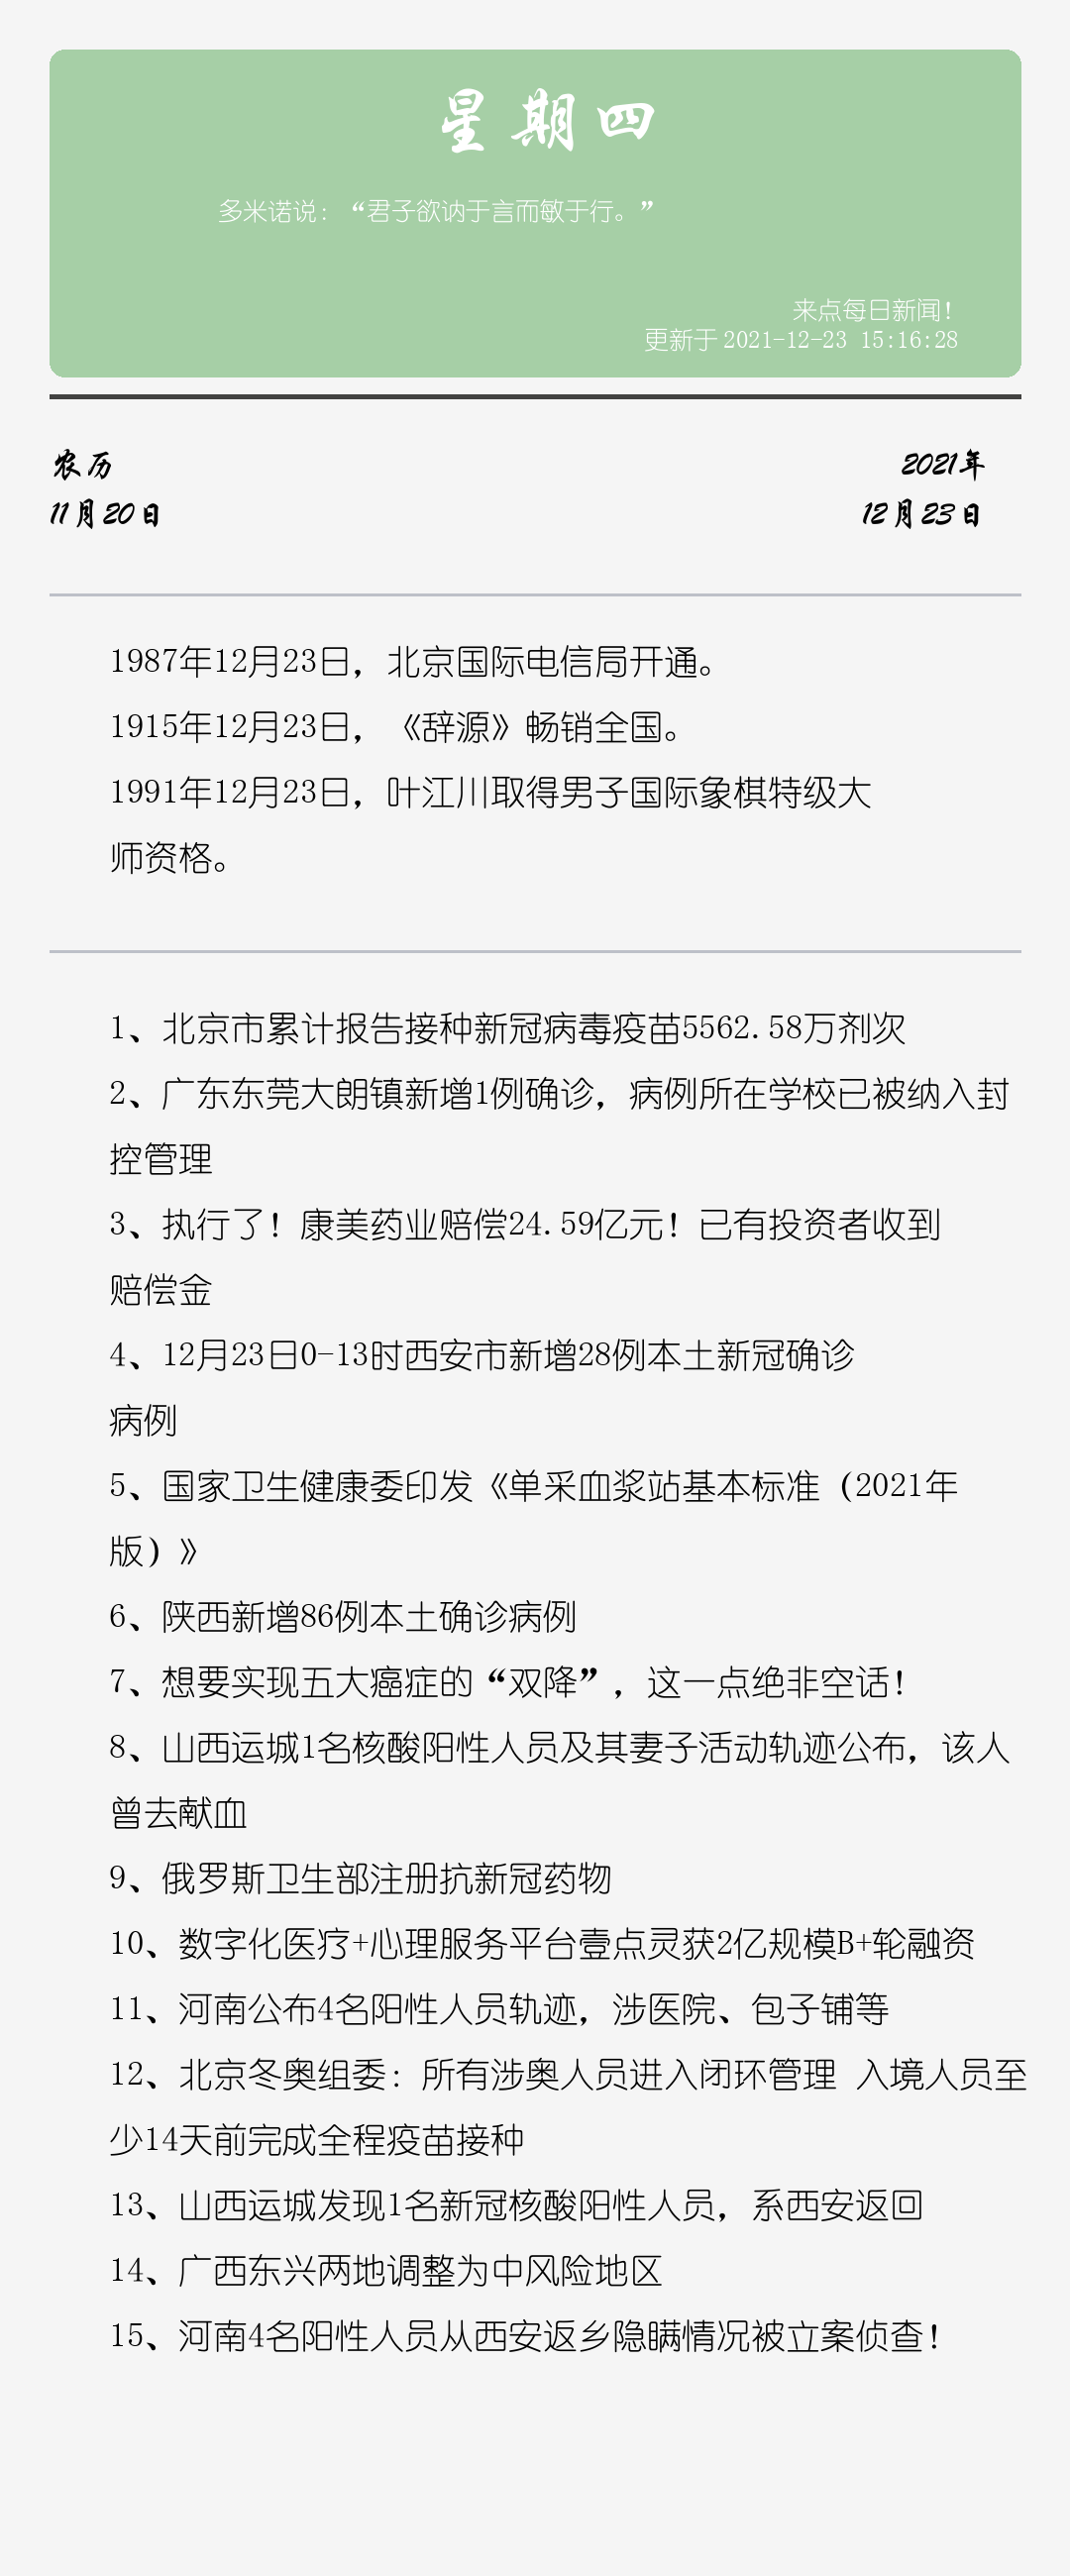 星期四
多米诺说：“君子欲讷于言而敏于行。”
来点每日新闻！
更新于 2021-12-23 15:16:28
农历
11月20日
2021年
12月23日
1987年12月23日，北京国际电信局开通。
1915年12月23日，《辞源》畅销全国。
1991年12月23日，叶江川取得男子国际象棋特级大
师资格。
1、北京市累计报告接种新冠病毒疫苗5562.58万剂次
2、广东东莞大朗镇新增1例确诊，病例所在学校已被纳入封
控管理
3、执行了！康美药业赔偿24.59亿元！已有投资者收到
赔偿金
4、12月23日0-13时西安市新增28例本土新冠确诊
病例
5、国家卫生健康委印发《单采血浆站基本标准（2021年
版）》
6、陕西新增86例本土确诊病例
7、想要实现五大癌症的“双降”，这一点绝非空话！
8、山西运城1名核酸阳性人员及其妻子活动轨迹公布，该人
曾去献血
9、俄罗斯卫生部注册抗新冠药物
10、数字化医疗+心理服务平台壹点灵获2亿规模B+轮融资
11、河南公布4名阳性人员轨迹，涉医院、包子铺等
12、北京冬奥组委：所有涉奥人员进入闭环管理 入境人员至
少14天前完成全程疫苗接种
13、山西运城发现1名新冠核酸阳性人员，系西安返回
14、广西东兴两地调整为中风险地区
15、河南4名阳性人员从西安返乡隐瞒情况被立案侦查！